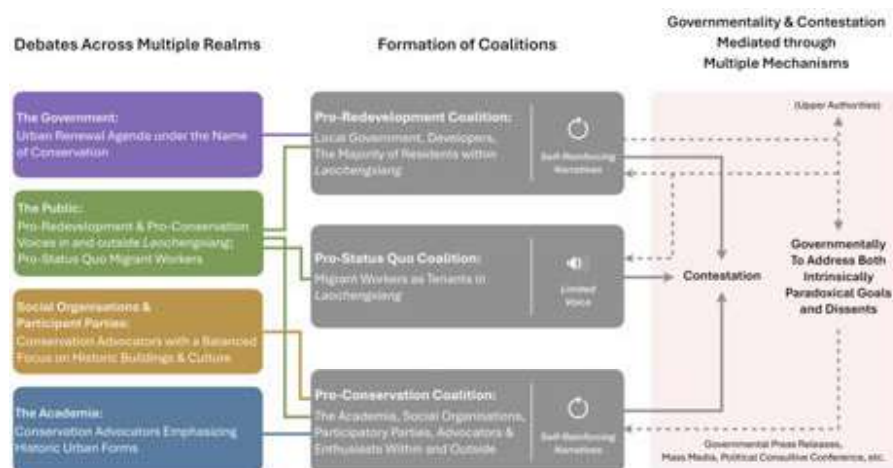 Debates Across Multiple Realms
Formation of Coalitions
Governmentality & Contestation
Mediated through
Multiple Mechanisms
The Government:
Urban Renewal Agenda under the Name
of Conservation
The Public:
Pro-Redevelopment & Pro-Conservation
Voices in and outside Laochengxiang;
Pro-Status Quo Migrant Workers
Social Organisations &
Participant Parties:
Conservation Advocators with a Balanced
Focus on Historic Buildings & Culture
The Academia:
Conservation Advocators Emphasizing
Historic Urban Forms
Pro-Redevelopment Coalition:
Local Government, Developers,
The Majority of Residents within
Laochengxiang
Self-Reinforcing
Narratives
Pro-Status Quo Coalition:
Migrant Workers as Tenants in
Laochengxiang
Limited
Voice
Pro-Conservation Coalition:
The Academia, Social Organisations,
Participatory Parties, Advocators &
Enthusiasts Within and Outside
Self-Reinforcing
Narratives
(Upper Authorities)
Contestation
Governmentally
To Address Both
Intrinsically
Paradoxical Goals
and Dissents
Governmental Press Releases,
Mass Media, Political Consultive Conference, etc.